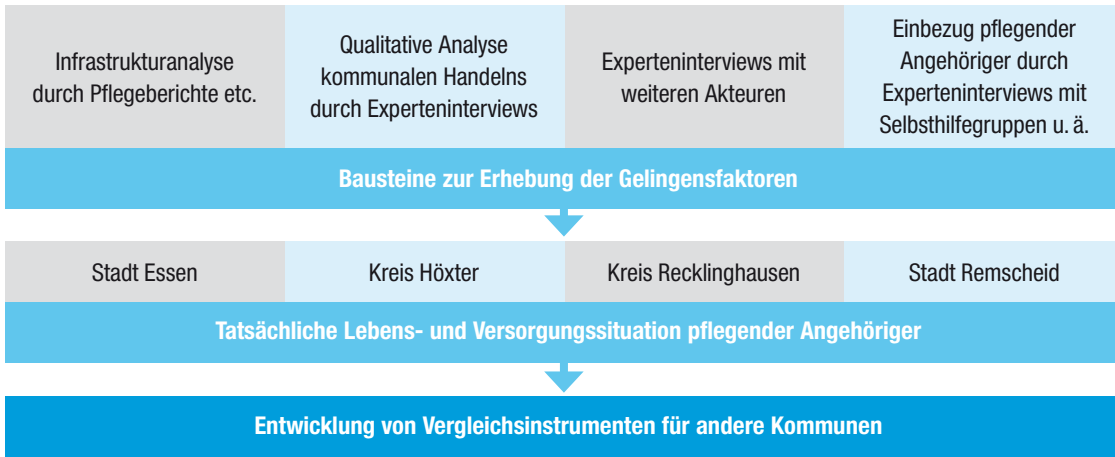 Infrastrukturanalyse
durch Pflegeberichte etc.
Qualitative Analyse
kommunalen Handelns
durch Experteninterviews
Experteninterviews mit
weiteren Akteuren
Einbezug pflegender
Angehöriger durch
Experteninterviews mit
Selbsthilfegruppen u. ä.
Bausteine zur Erhebung der Gelingensfaktoren
Stadt Essen
Kreis Höxter
Kreis Recklinghausen
Stadt Remscheid
Tatsächliche Lebens- und Versorgungssituation pflegender Angehöriger
Entwicklung von Vergleichsinstrumenten für andere Kommunen